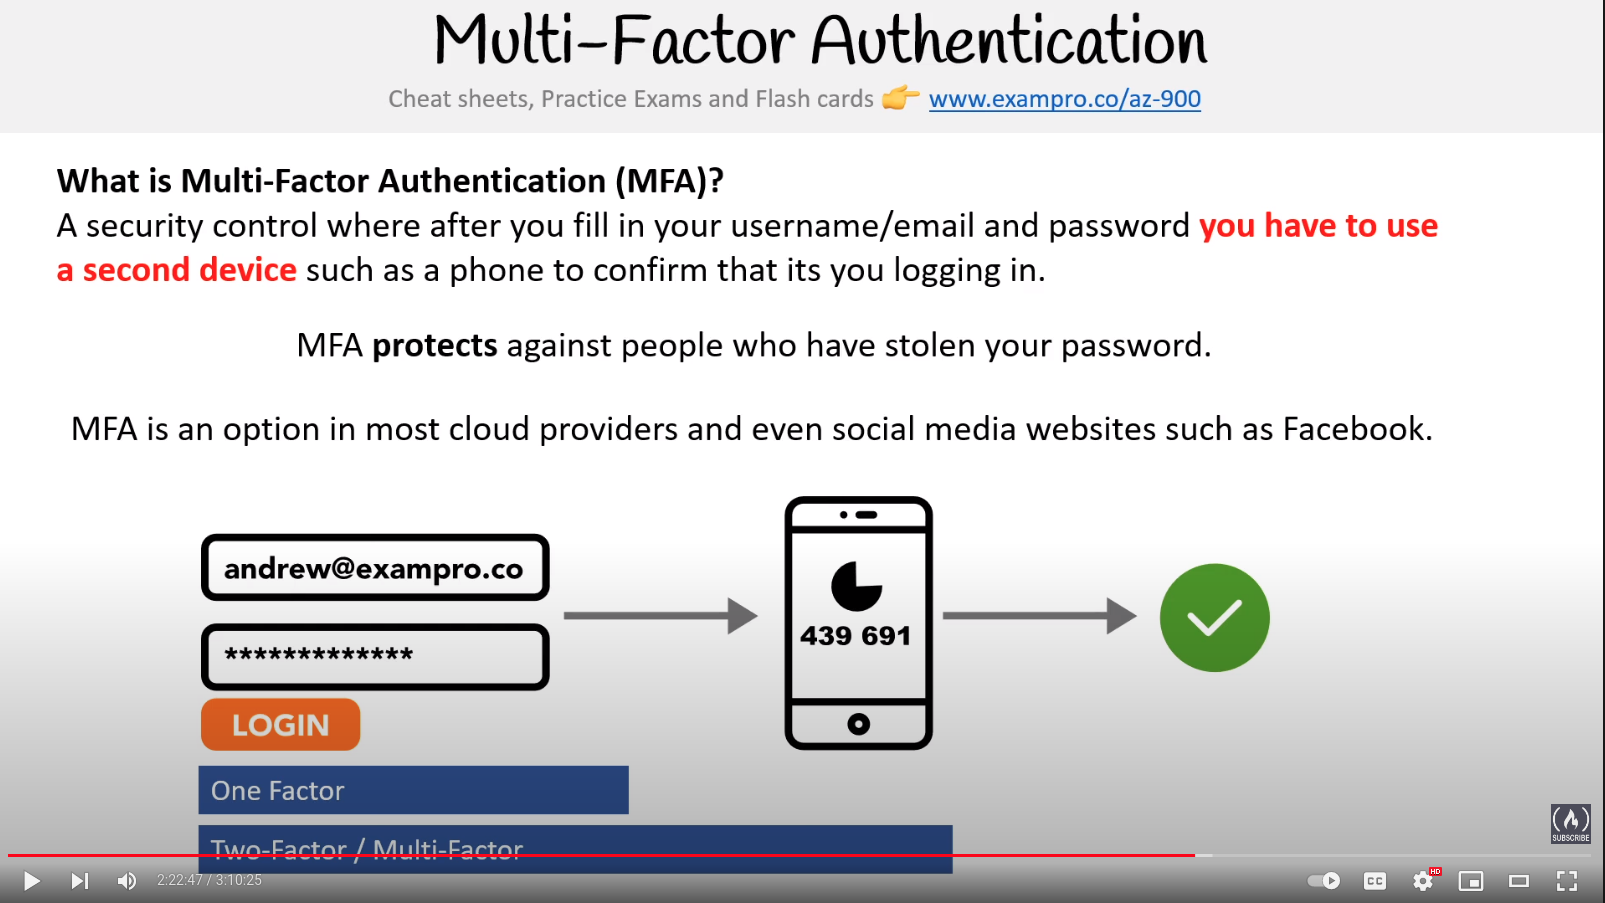 Multi-Factor Authentication
Cheat sheets, Practice Exams and Flash cards 👉 www.exampro.co/az-900
What is Multi-Factor Authentication (MFA)?
A security control where after you fill in your username/email and password you have to use
a second device such as a phone to confirm that its you logging in.
MFA protects against people who have stolen your password.
MFA is an option in most cloud providers and even social media websites such as Facebook.
andrew@exampro.co
*************
439 691
LOGIN
One Factor
Two-Factor / Multi-Factor
SUBSCRIBE
2:22:47 / 3:10:25
CC
HD